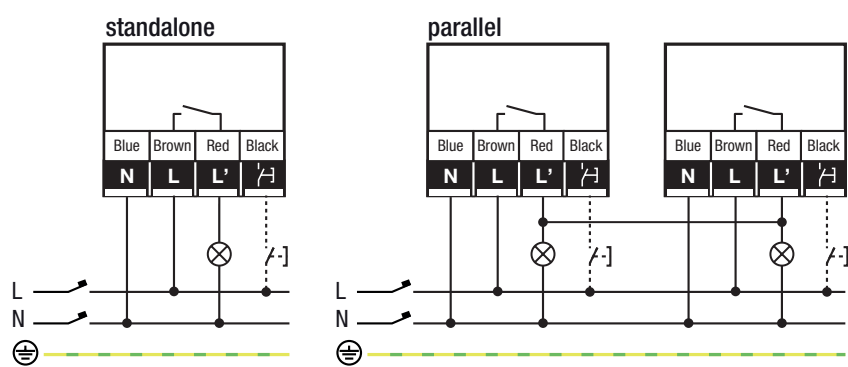 standalone parallel
Blue Brown Red Black Blue Brown Red Black Blue Brown Red Black
N L L' N L L' N L L'
L L
N N